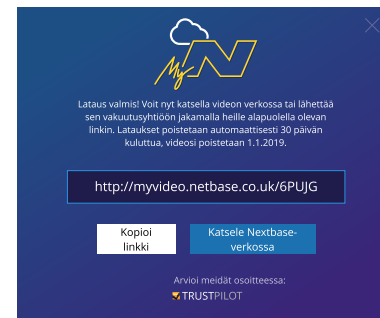 My N
Lataus valmis! Voit nyt katsella videon verkossa tai lähettää
sen vakuutusyhtiöön jakamalla heille alapuolella olevan
linkin. Lataukset poistetaan automaattisesti 30 päivän
kuluttua, videosi poistetaan 1.1.2019.
http://myvideo.netbase.co.uk/6PUJG
Kopioi
linkki
Katsele Nextbase-
verkossa
Arvioi meidät osoitteessa:
TRUSTPILOT